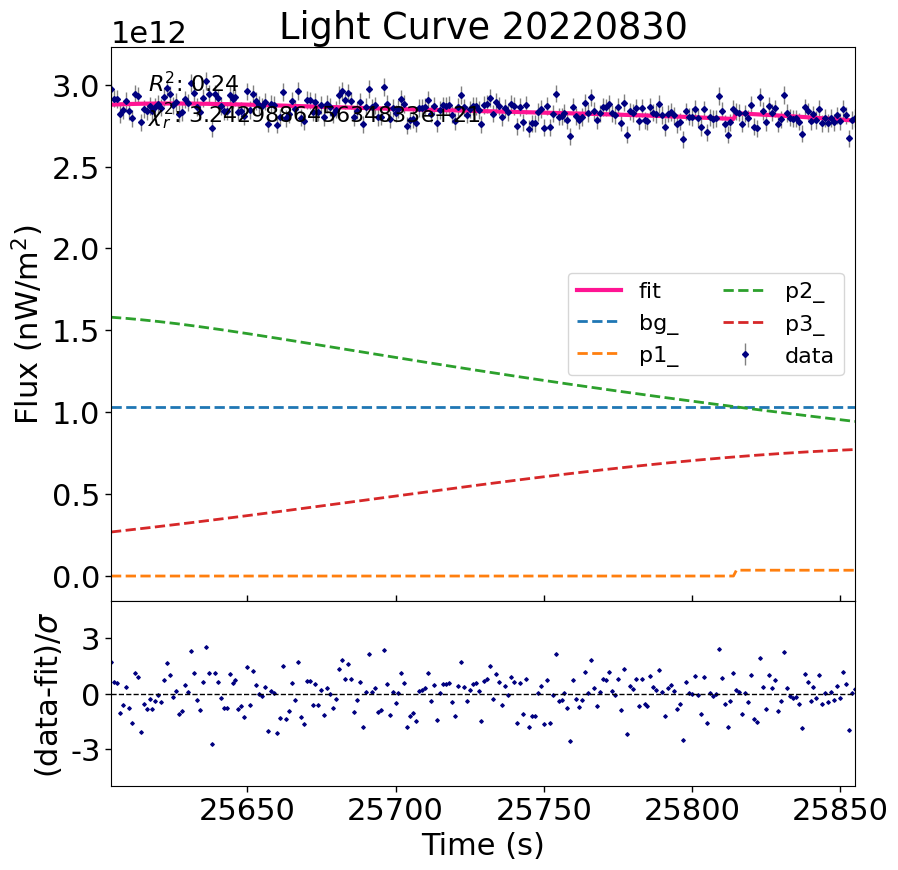 Light Curve 20220830
1e12
R²: 0.24
3.0
2.5
2.0
1.5
1.0
0.5
0.0
Flux (nW/m²)
fit
bg_
p1_
p2_
p3_
data
3
0
-3
(data-fit)/σ
25650 25700 25750 25800 25850
Time (s)